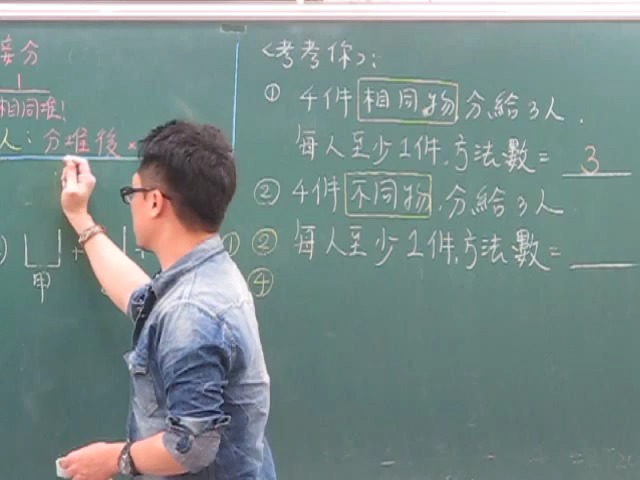 妄分
1
相同堆!
人：分堆後×
<考考你>：
① 4件相同物分給3人.
每人至少1件,方法數= 3
② 4件不同物,分給3人
每人至少1件,方法數=
甲
+
① ②
④